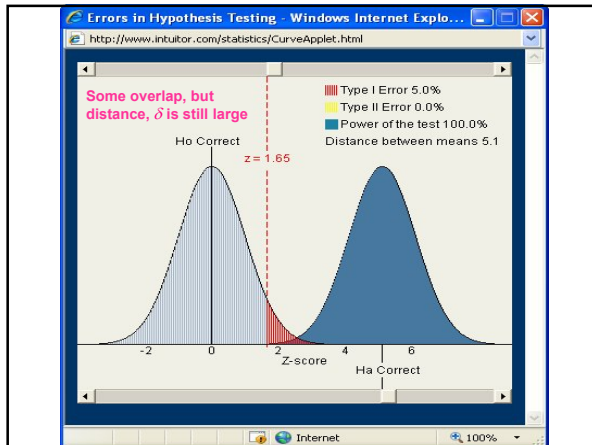 Errors in Hypothesis Testing - Windows Internet Explo...
http://www.intuitor.com/statistics/CurveApplet.html
Some overlap, but
distance, δ is still large
Type I Error 5.0%
Type II Error 0.0%
Power of the test 100.0%
Distance between means 5.1
Ho Correct
z = 1.65
-2 0 2 4 6
Z-score
Ha Correct
Internet
100%